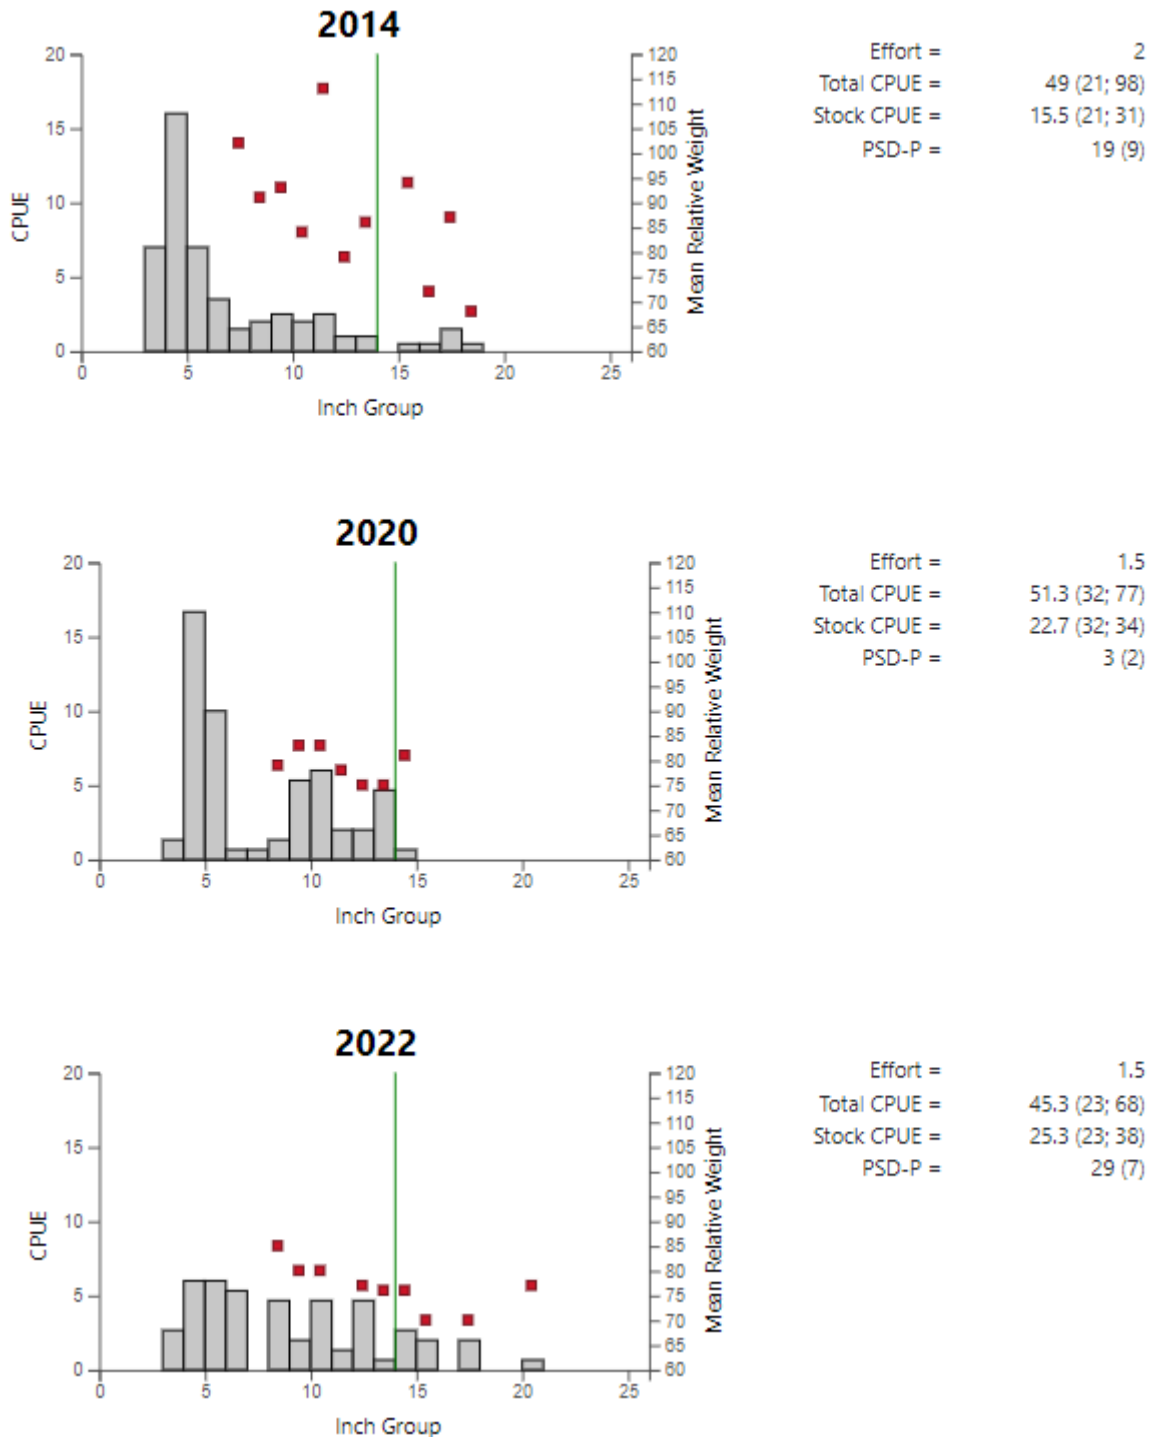 2014
20
15
10
5
0
CPUE
0 5 10 15 20 25
Inch Group
120
115
110
105
100
95
90
85
80
75
70
65
60
Mean Relative Weight
Effort = 2
Total CPUE = 49 (21; 98)
Stock CPUE = 15.5 (21; 31)
PSD-P = 19 (9)
2020
20
15
10
5
0
CPUE
0 5 10 15 20 25
Inch Group
120
115
110
105
100
95
90
85
80
75
70
65
60
Mean Relative Weight
Effort = 1.5
Total CPUE = 51.3 (32; 77)
Stock CPUE = 22.7 (32; 34)
PSD-P = 3 (2)
2022
20
15
10
5
0
CPUE
0 5 10 15 20 25
Inch Group
120
115
110
105
100
95
90
85
80
75
70
65
60
Mean Relative Weight
Effort = 1.5
Total CPUE = 45.3 (23; 68)
Stock CPUE = 25.3 (23; 38)
PSD-P = 29 (7)